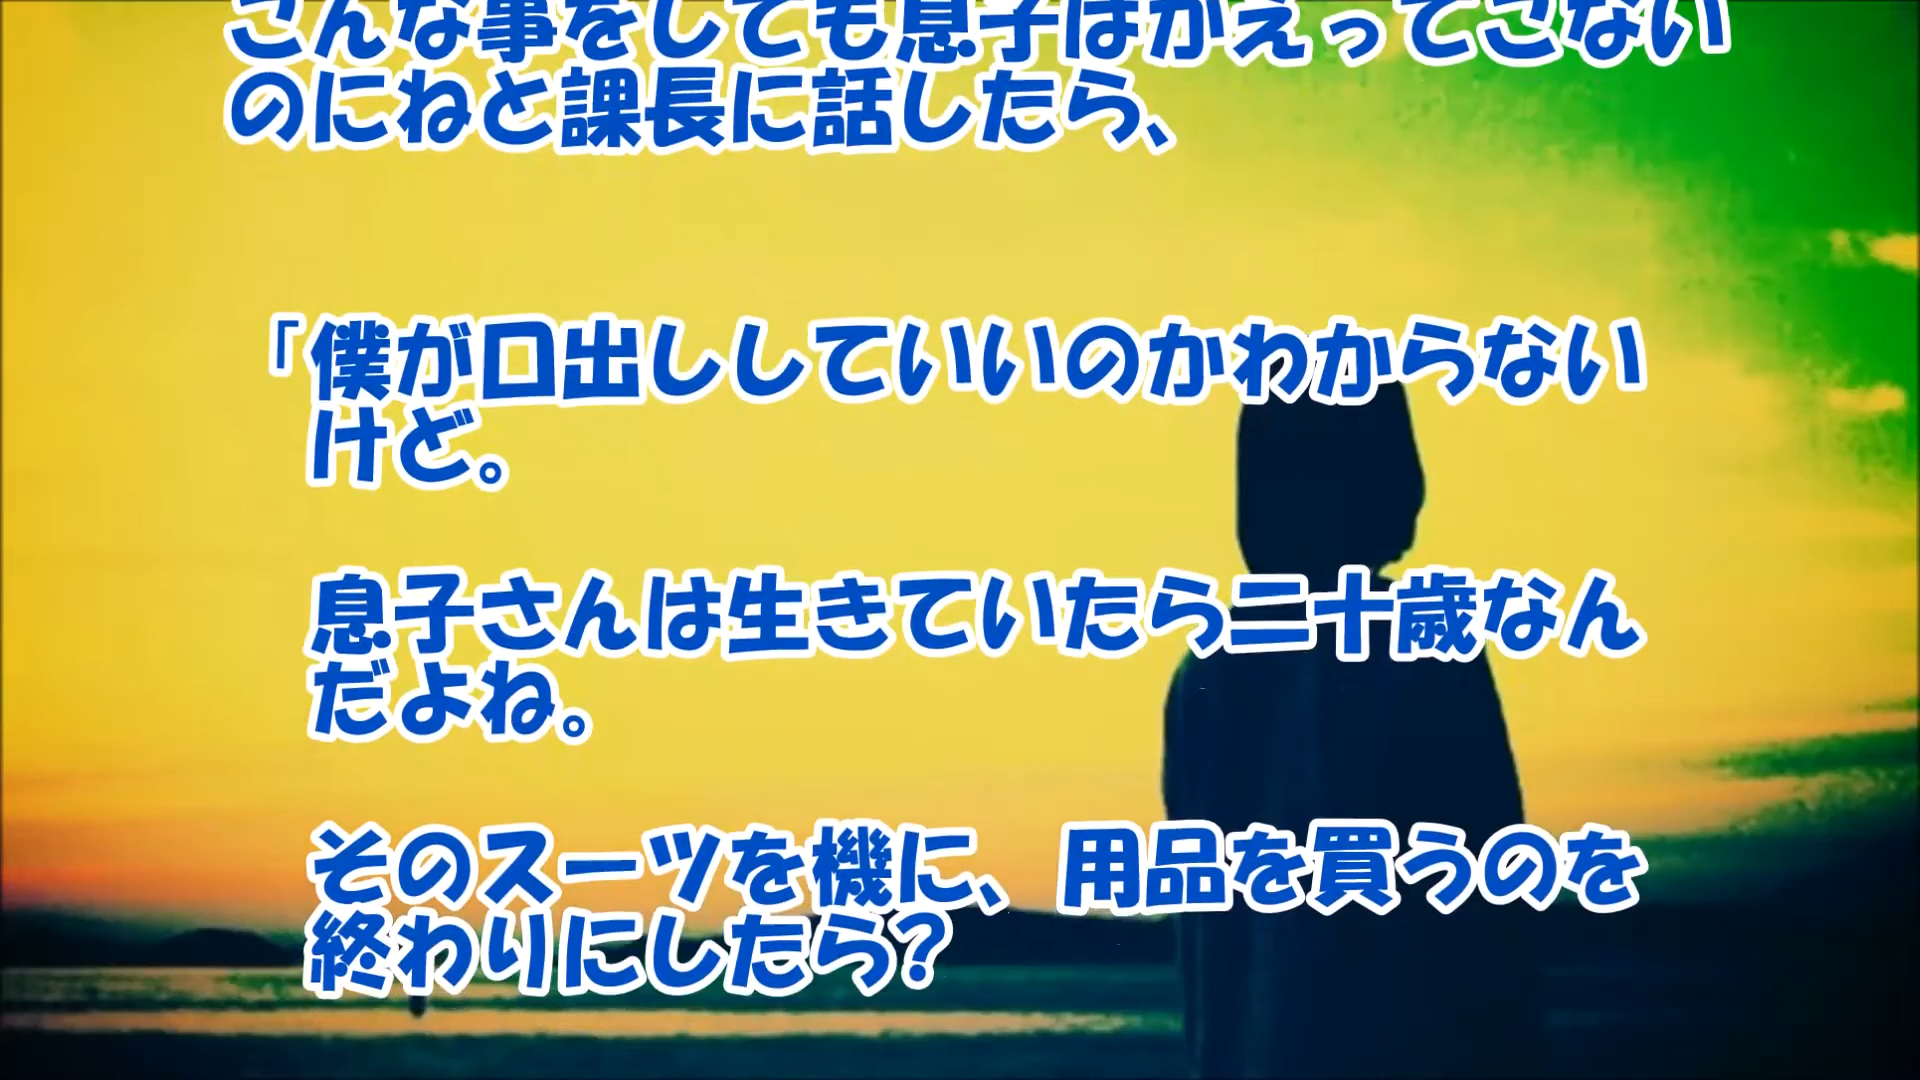 こんな事をしても息子はかえってこない
のにねと課長に話したら、
「僕が口出ししていいのかわからない
けど。
息子さんは生きていたら二十歳なん
だよね。
そのスーツを機に、用品を買うのを
終わりにしたら?